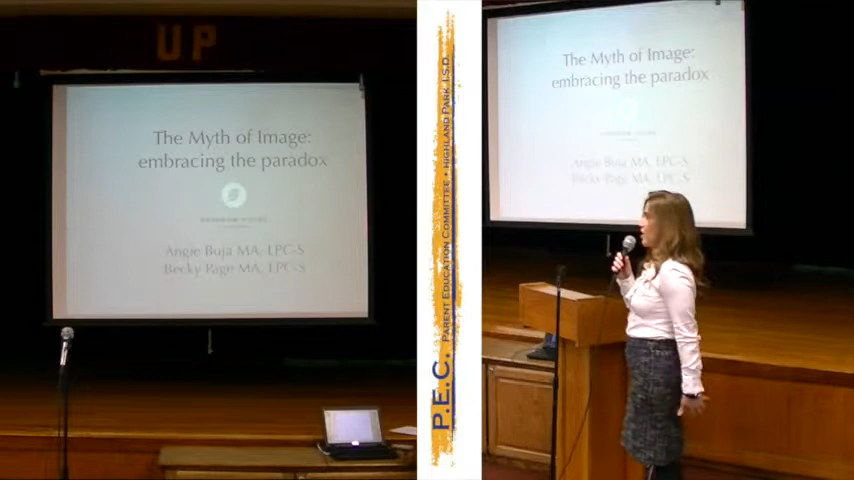 UP
The Myth of Image:
embracing the paradox
Angie Buja MA, LPC-S
Becky Page MA, LPC-S
P.E.C. PARENT EDUCATION COMMITTEE • HIGHLAND PARK I.S.D.
The Myth of Image:
embracing the paradox
Angie Buja MA, LPC-S
Becky Page MA, LPC-S